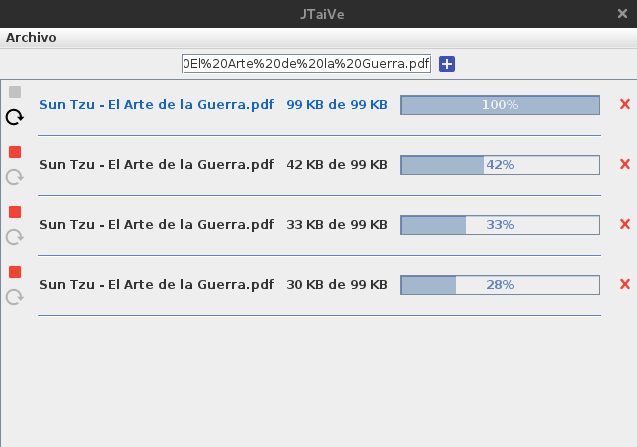 JTaiVe
Archivo
0El%20Arte%20de%20la%20Guerra.pdf
Sun Tzu - El Arte de la Guerra.pdf 99 KB de 99 KB 100%
Sun Tzu - El Arte de la Guerra.pdf 42 KB de 99 KB 42%
Sun Tzu - El Arte de la Guerra.pdf 33 KB de 99 KB 33%
Sun Tzu - El Arte de la Guerra.pdf 30 KB de 99 KB 28%